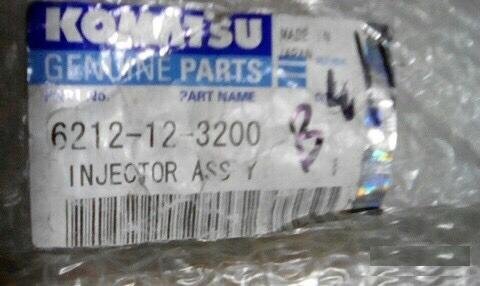 KOMATSU
MADE IN
JAPAN
GENUINE PARTS
PART No. PART NAME
6212-12-3200
INJECTOR ASS'Y